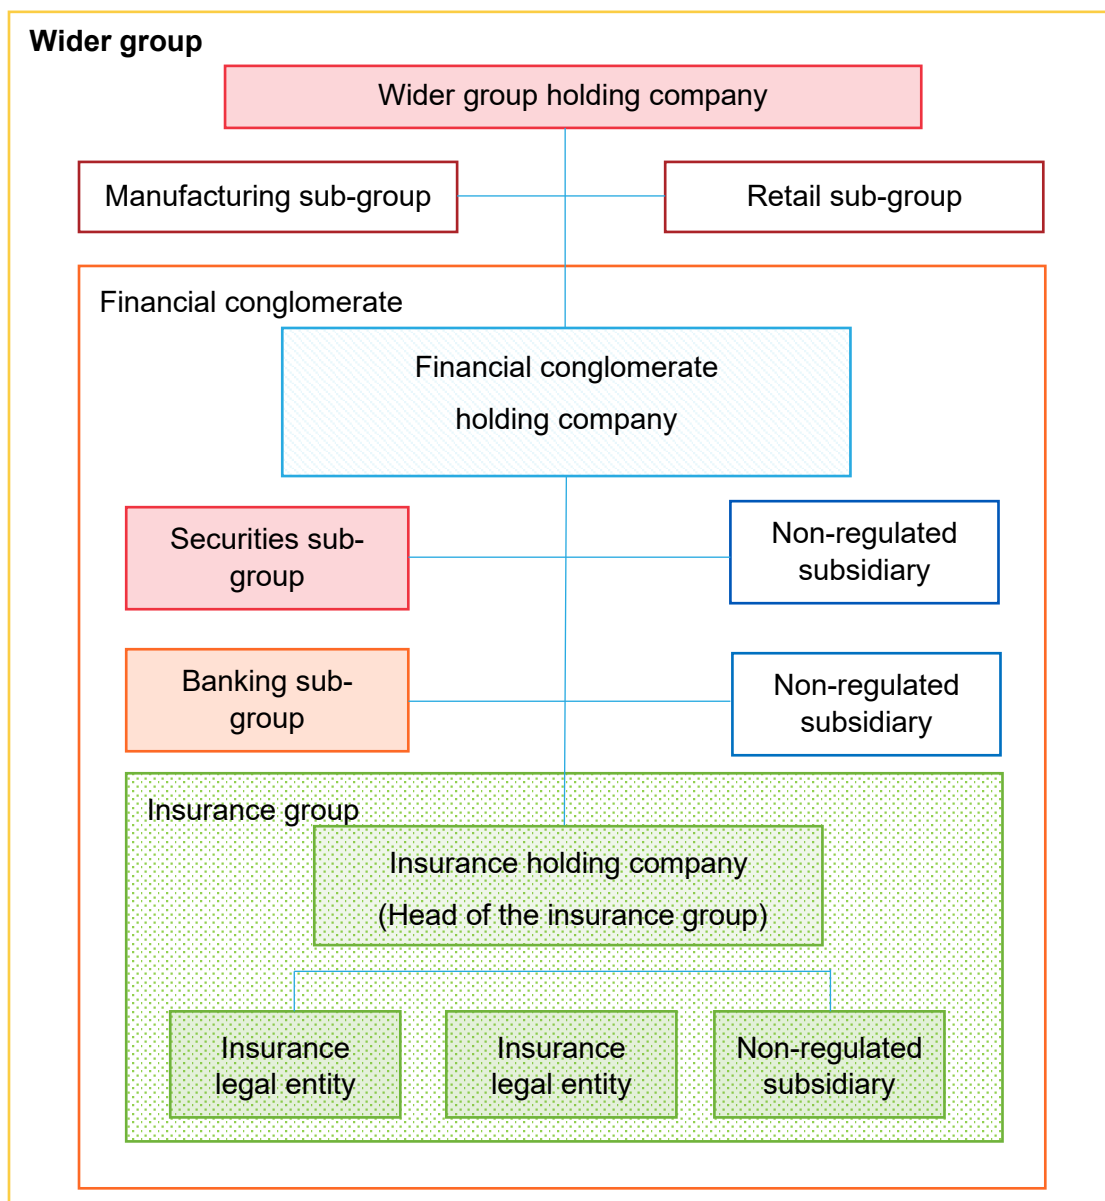 Wider group
Wider group holding company
Manufacturing sub-group
Retail sub-group
Financial conglomerate
Financial conglomerate
holding company
Securities sub-
group
Non-regulated
subsidiary
Banking sub-
group
Non-regulated
subsidiary
Insurance group
Insurance holding company
(Head of the insurance group)
Insurance
legal entity
Insurance
legal entity
Non-regulated
subsidiary